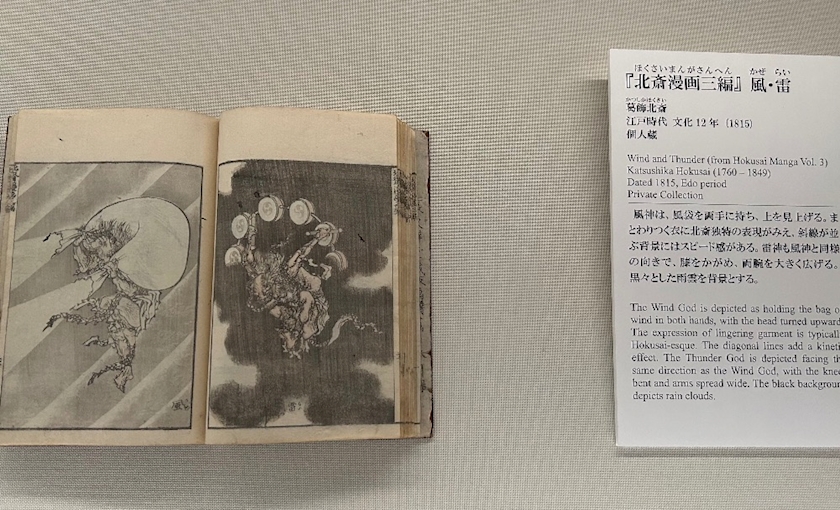 ほくさいまんがさんへん かぜ らい
『北斎漫画三編』 風・雷
かつしかほくさい
葛飾北斎
江戸時代 文化12年 (1815)
個人蔵
Wind and Thunder (from Hokusai Manga Vol. 3)
Katsushika Hokusai (1760 – 1849)
Dated 1815, Edo period
Private Collection
風神は、風袋を両手に持ち、上を見上げる。ま
とわりつく衣に北斎独特の表現がみえ、斜線が並
ぶ背景にはスピード感がある。雷神も風神と同様
の向きで、膝をかがめ、両腕を大きく広げる。
黒々とした雨雲を背景とする。
The Wind God is depicted as holding the bag o
wind in both hands, with the head turned upward
The expression of lingering garment is typicall
Hokusai-esque. The diagonal lines add a kineti
effect. The Thunder God is depicted facing th
same direction as the Wind God, with the knee
bent and arms spread wide. The black backgroun
depicts rain clouds.
風
雷